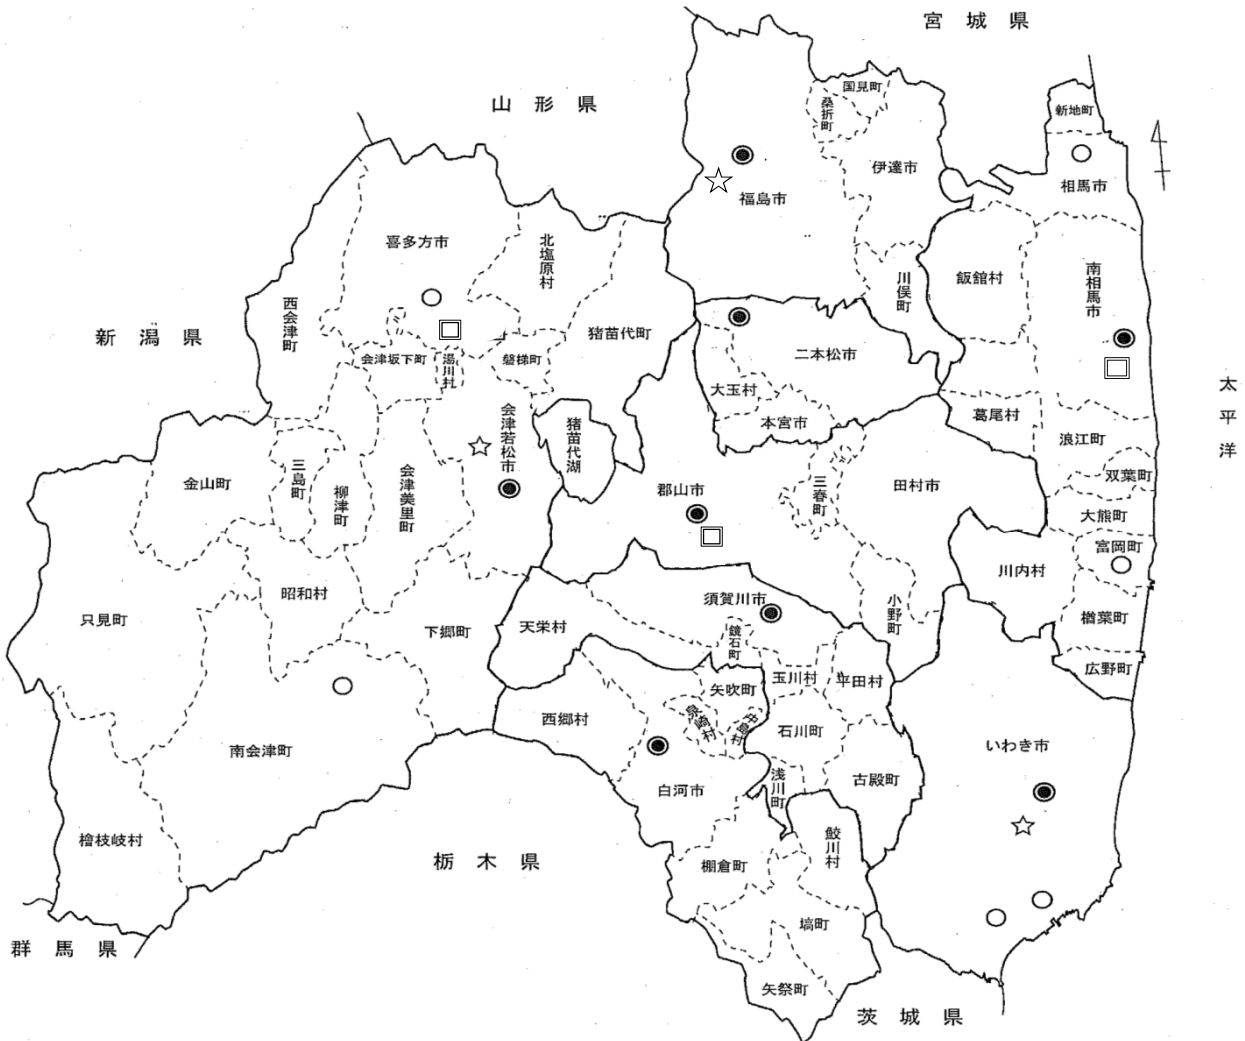 宮城県
山形県
新潟県
群馬県
栃木県
茨城県
太平洋
国見町
桑折町
伊達市
福島市
川俣町
新地町
相馬市
飯舘村
南相馬市
喜多方市
北塩原村
西会津町
猪苗代町
会津坂下町
湯川村
磐梯町
会津若松市
猪苗代湖
二本松市
大玉村
本宮市
葛尾村
浪江町
双葉町
大熊町
富岡町
川内村
楢葉町
広野町
金山町
三島町
柳津町
会津美里町
郡山市
三春町
田村市
小野町
只見町
昭和村
下郷町
天栄村
須賀川市
鏡石町
玉川村
平田村
西郷村
矢吹町
泉崎村
中島村
石川町
南会津町
白河市
浅川町
古殿町
いわき市
檜枝岐村
棚倉町
鮫川村
塙町
矢祭町